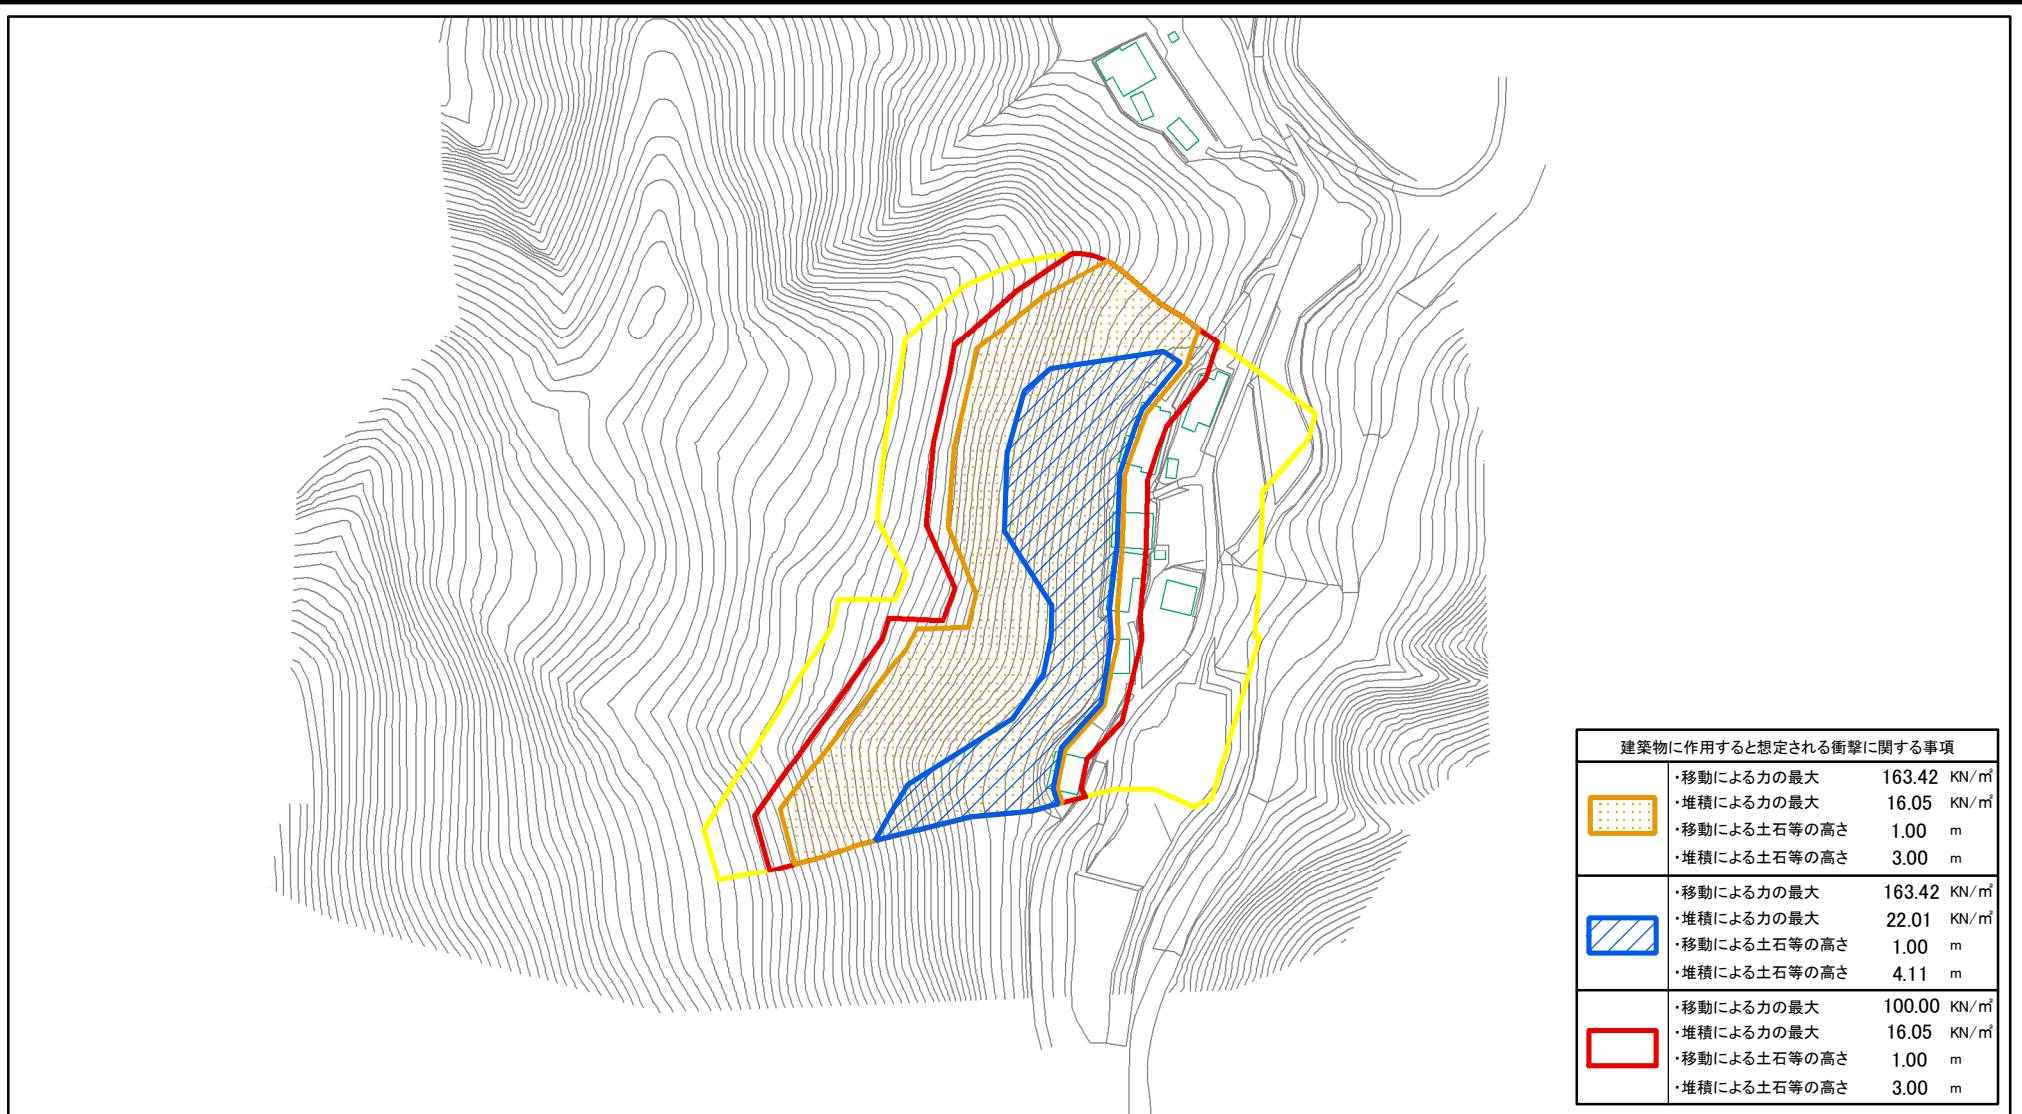 建築物に作用すると想定される衝撃に関する事項
・移動による力の最大 163.42 KN/㎡
・堆積による力の最大 16.05 KN/㎡
・移動による土石等の高さ 1.00 m
・堆積による土石等の高さ 3.00 m
・移動による力の最大 163.42 KN/㎡
・堆積による力の最大 22.01 KN/㎡
・移動による土石等の高さ 1.00 m
・堆積による土石等の高さ 4.11 m
・移動による力の最大 100.00 KN/㎡
・堆積による力の最大 16.05 KN/㎡
・移動による土石等の高さ 1.00 m
・堆積による土石等の高さ 3.00 m